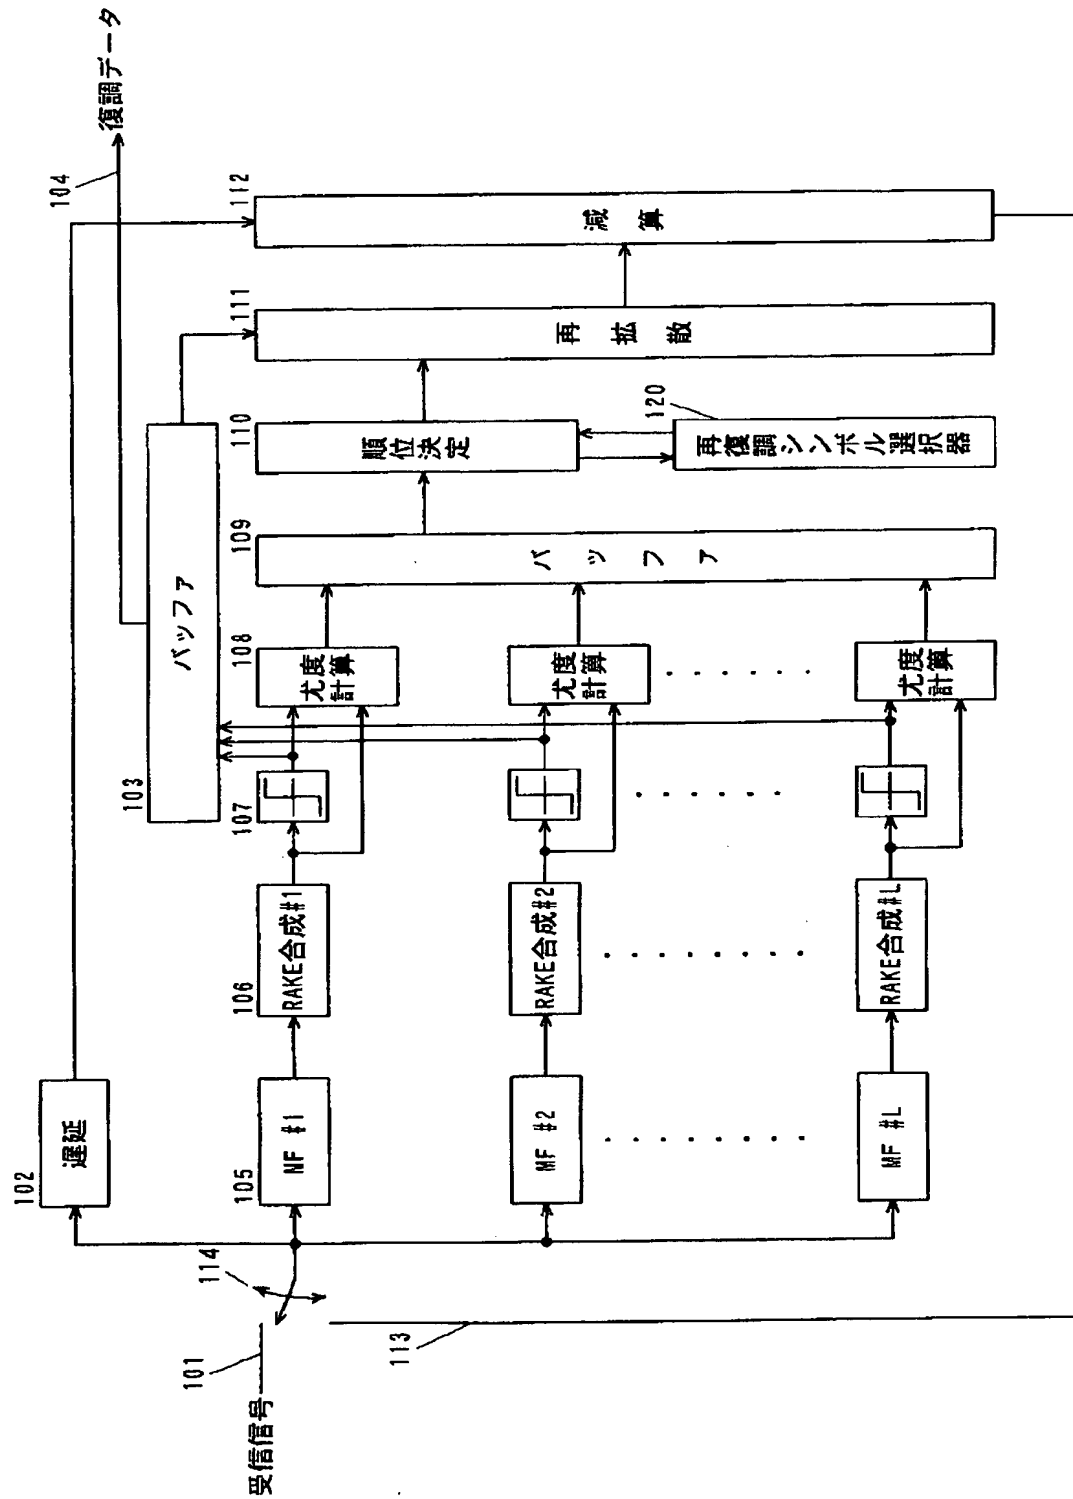 受信信号
101
114
113
102
遅延
105
NF #1
MF #2
MF #L
106
RAKE合成#1
RAKE合成#2
RAKE合成#L
107
103
バッファ
104
復調データ
108
尤度
計算
尤度
計算
尤度
計算
109
バッファ
110
順位決定
120
再復調シンボル選択器
111
再拡散
112
減算